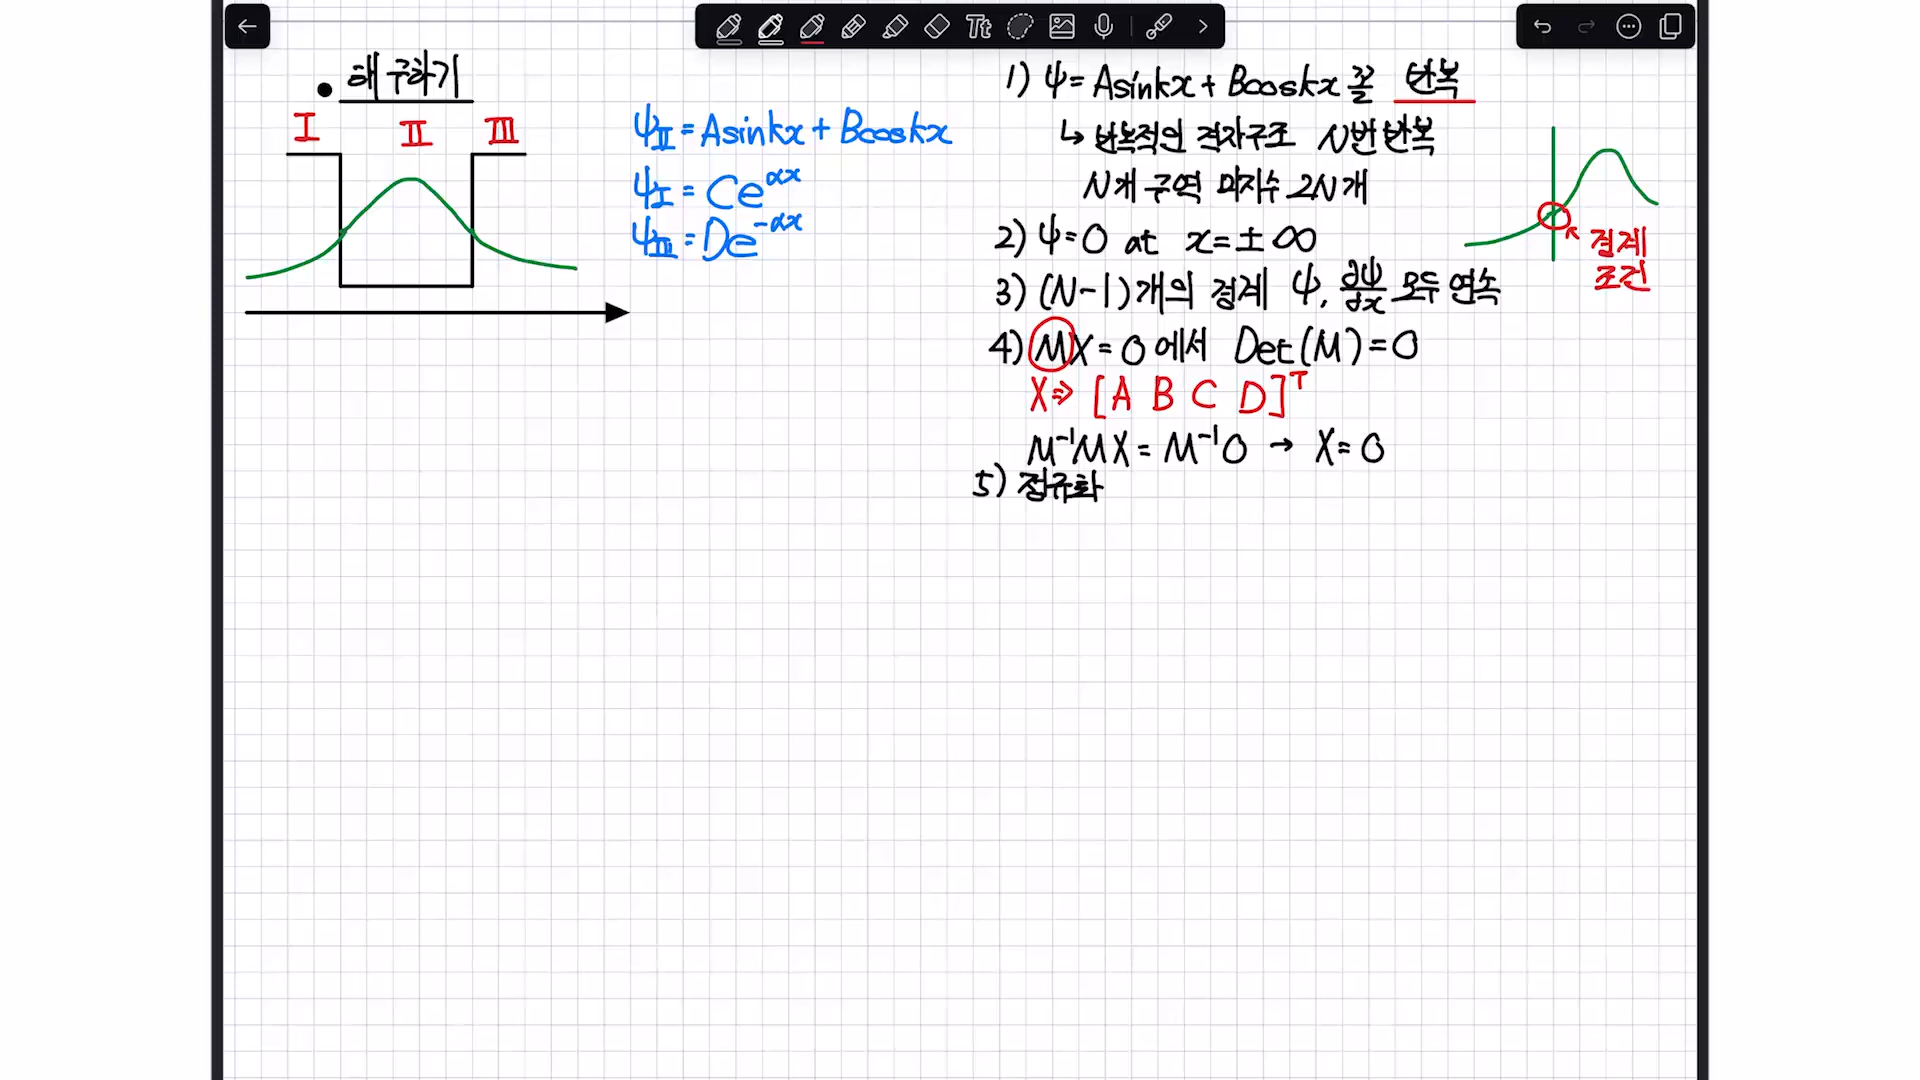 • 해 구하기
I II III
ψII = Asinkx + Bcoskx
ψI = Ce^αx
ψIII = De^-αx
1) ψ = Asinkx + Bcoskx 꼴 반복
↳ 반복적인 격자구조 N번 반복
N개 구역 미지수 2N개
2) ψ=0 at x=±∞
3) (N-1)개의 경계 ψ, ∂ψ/∂x 모두 연속
경계
조건
4) MX=0 에서 Det(M)=0
X⇒ [A B C D]^T
M⁻¹MX = M⁻¹0 → X=0
5) 정규화
Tt